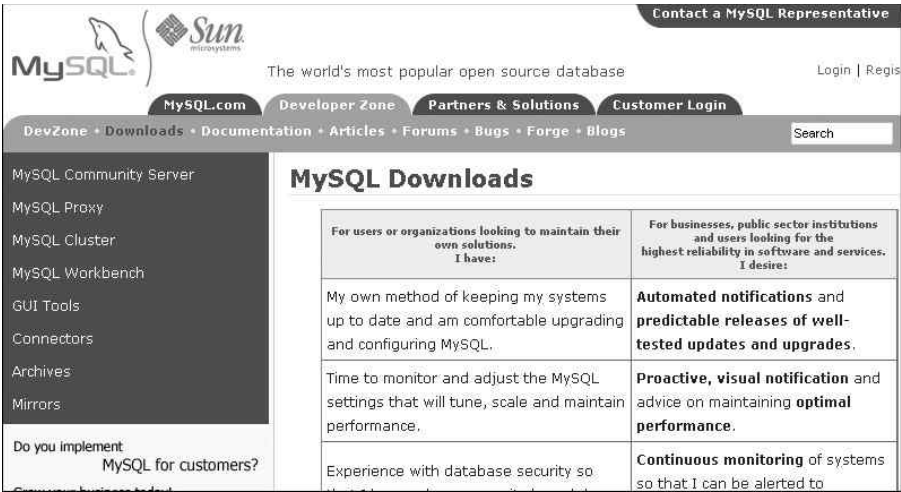 Contact a MySQL Representative
MySQL.
Sun
microsystems
The world's most popular open source database
Login | Regis
MySQL.com Developer Zone Partners & Solutions Customer Login
DevZone • Downloads • Documentation • Articles • Forums • Bugs • Forge • Blogs
Search
MySQL Community Server
MySQL Proxy
MySQL Cluster
MySQL Workbench
GUI Tools
Connectors
Archives
Mirrors
Do you implement
MySQL for customers?
Grow your business today!
MySQL Downloads
For users or organizations looking to maintain their
own solutions.
I have:
For businesses, public sector institutions
and users looking for the
highest reliability in software and services.
I desire:
My own method of keeping my systems
up to date and am comfortable upgrading
and configuring MySQL.
Automated notifications and
predictable releases of well-
tested updates and upgrades.
Time to monitor and adjust the MySQL
settings that will tune, scale and maintain
performance.
Proactive, visual notification and
advice on maintaining optimal
performance.
Experience with database security so
Continuous monitoring of systems
so that I can be alerted to